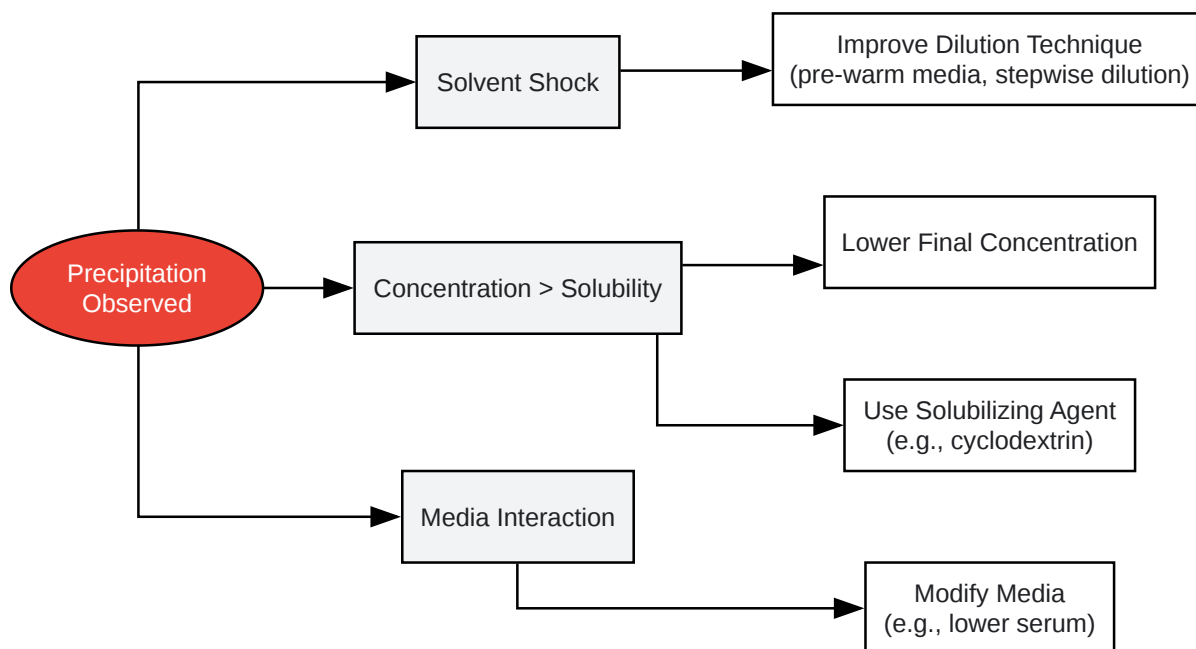 Improve Dilution Technique
(pre-warm media, stepwise dilution)
Solvent Shock
Lower Final Concentration
Precipitation
Observed
Concentration > Solubility
Use Solubilizing Agent
(e.g., cyclodextrin)
Media Interaction
Modify Media
(e.g., lower serum)